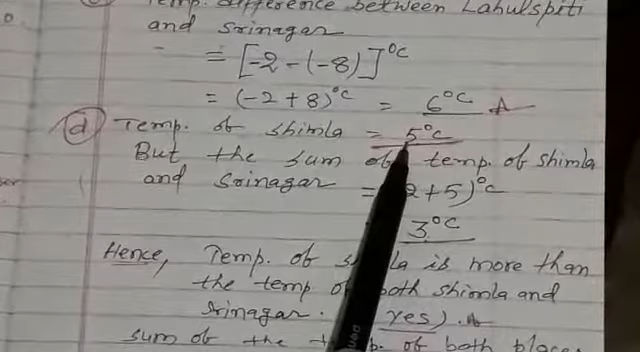 Temp. difference between Lahulspiti
and Srinagar
= [-2-(-8)]°C
= (-2+8)°C = 6°C A
(d) Temp. of shimla = 5°C
But the sum of temp. of shimla
and Srinagar = 2+5)°C
3°C
Hence, Temp. of la is more than
the temp of both shimla and
Srinagar. yes).
sum of the of both places